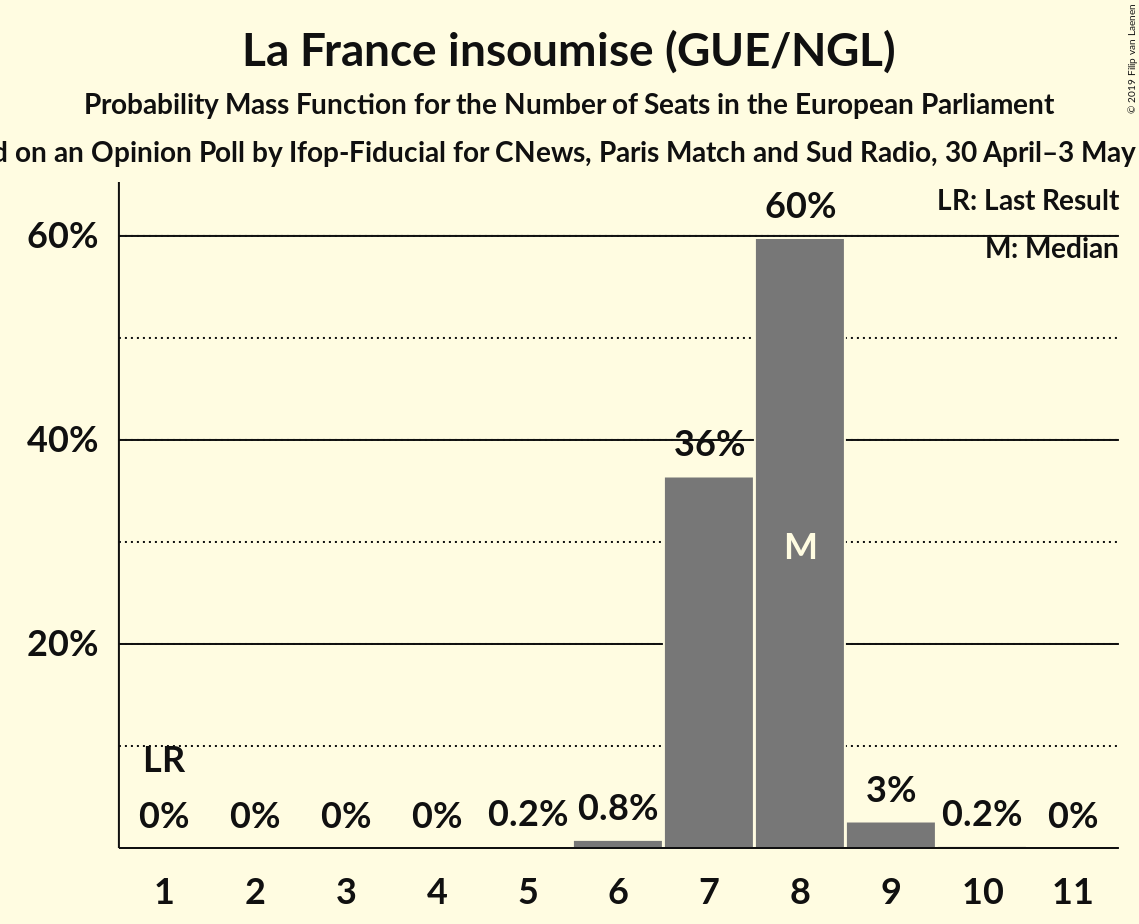 La France insoumise (GUE/NGL)
Probability Mass Function for the Number of Seats in the European Parliament
on an Opinion Poll by Ifop-Fiducial for CNews, Paris Match and Sud Radio, 30 April–3 May
© 2019 Filip van Laenen
LR: Last Result
M: Median
60%
40%
20%
60%
36%
M
LR
0% 0% 0% 0% 0.2% 0.8% 3% 0.2% 0%
1 2 3 4 5 6 7 8 9 10 11